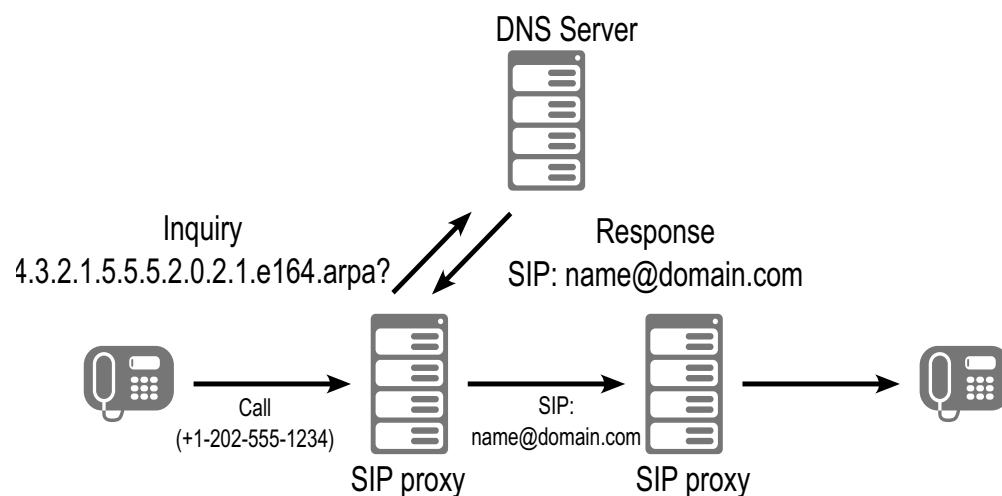 DNS Server
Inquiry
4.3.2.1.5.5.5.2.0.2.1.e164.arpa?
Response
SIP: name@domain.com
Call
(+1-202-555-1234)
SIP:
name@domain.com
SIP proxy
SIP proxy